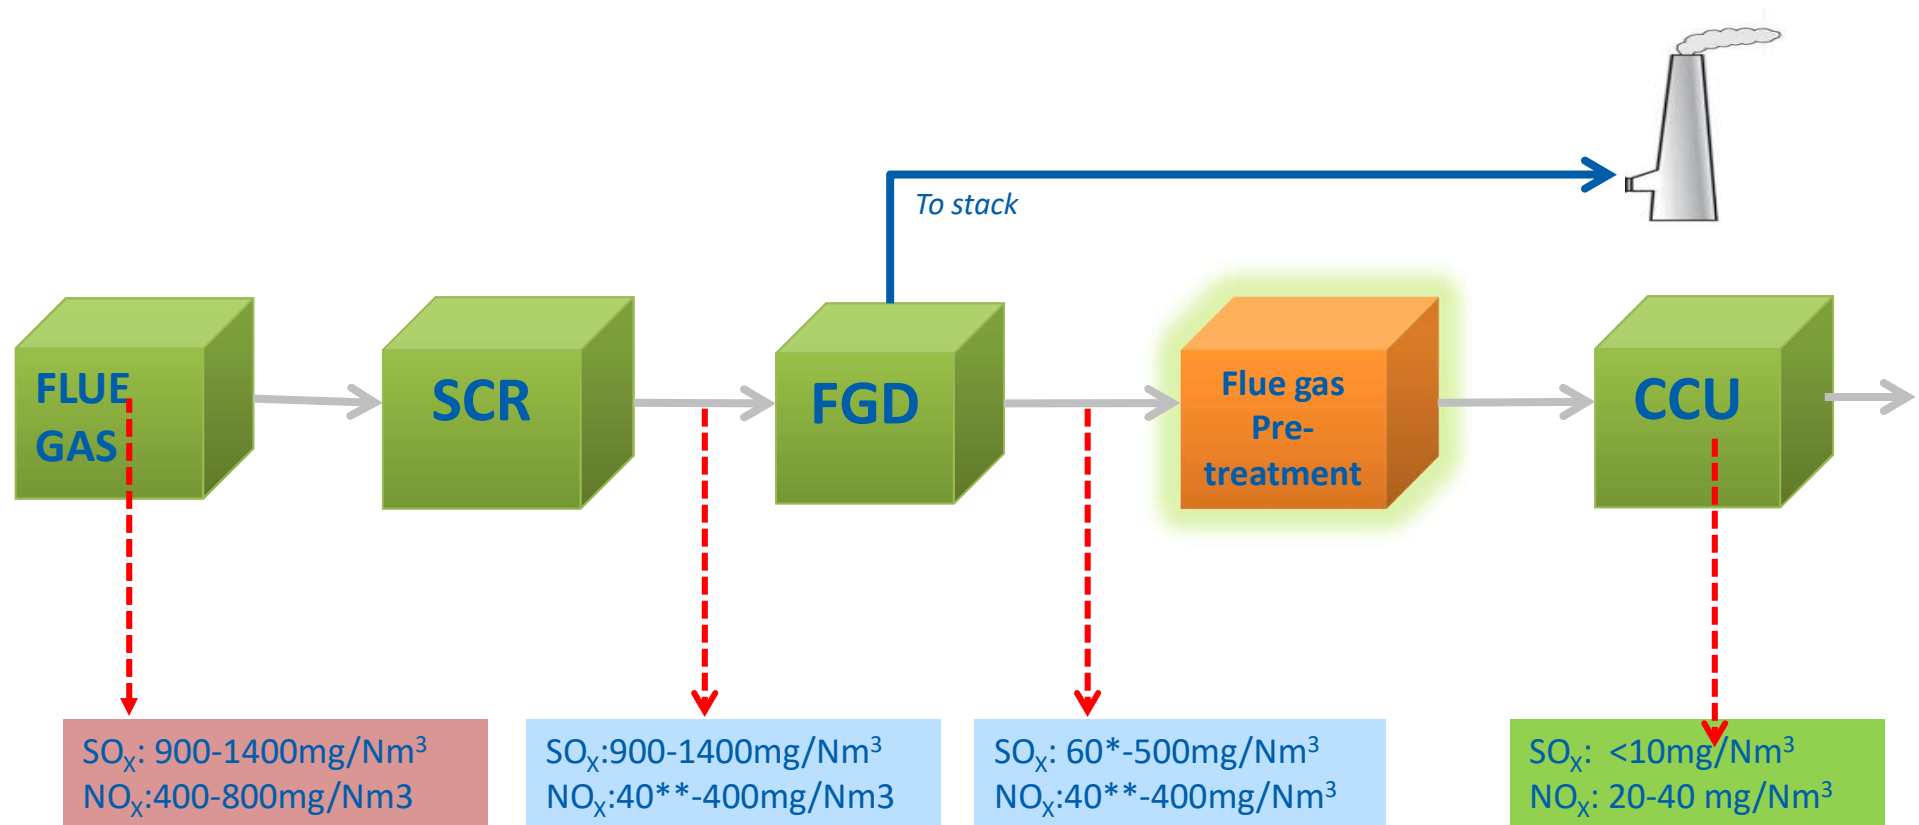 To stack
FLUE
GAS
SCR
FGD
Flue gas
Pre-
treatment
CCU
SOₓ: 900-1400mg/Nm³
NOₓ:400-800mg/Nm3
SOₓ:900-1400mg/Nm³
NOₓ:40**-400mg/Nm3
SOₓ: 60*-500mg/Nm³
NOₓ:40**-400mg/Nm³
SOₓ: <10mg/Nm³
NOₓ: 20-40 mg/Nm³